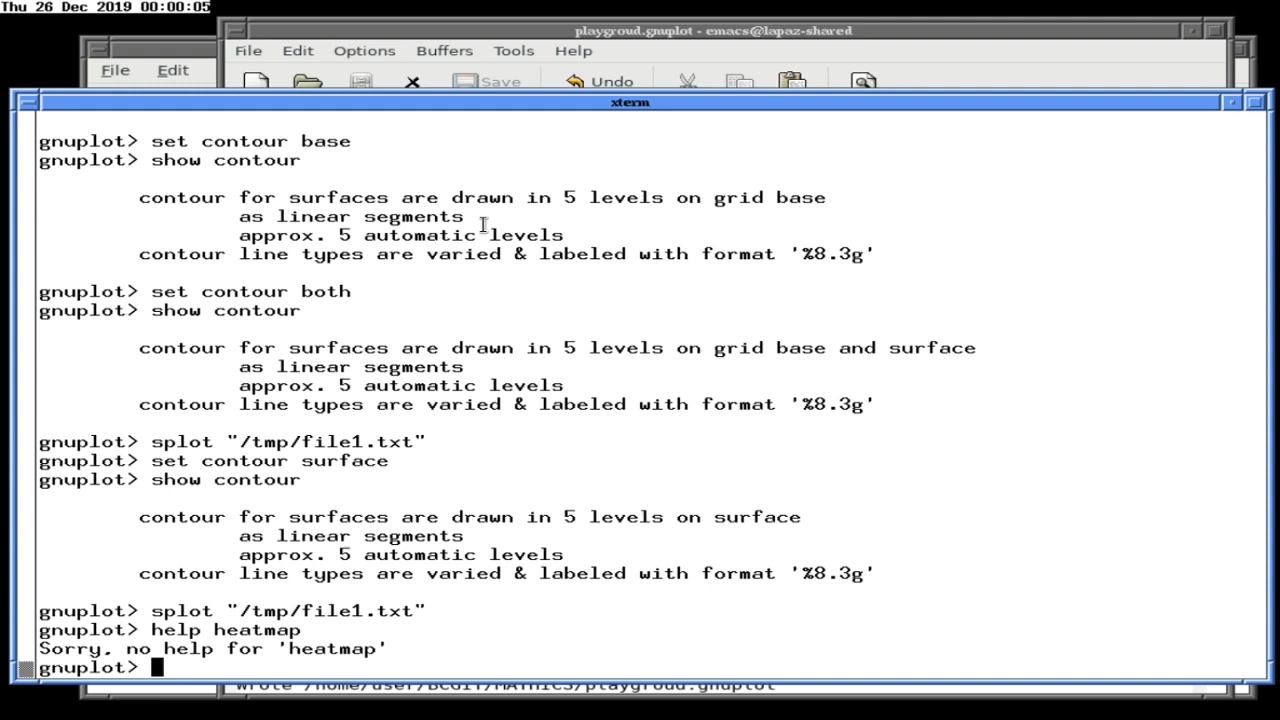 Thu 26 Dec 2019 00:00:05
playgroud.gnuplot - emacs@lapaz-shared
File Edit Options Buffers Tools Help
File Edit
Save Undo
xterm
gnuplot> set contour base
gnuplot> show contour
contour for surfaces are drawn in 5 levels on grid base
as linear segments
approx. 5 automatic levels
contour line types are varied & labeled with format '%8.3g'
gnuplot> set contour both
gnuplot> show contour
contour for surfaces are drawn in 5 levels on grid base and surface
as linear segments
approx. 5 automatic levels
contour line types are varied & labeled with format '%8.3g'
gnuplot> splot "/tmp/file1.txt"
gnuplot> set contour surface
gnuplot> show contour
contour for surfaces are drawn in 5 levels on surface
as linear segments
approx. 5 automatic levels
contour line types are varied & labeled with format '%8.3g'
gnuplot> splot "/tmp/file1.txt"
gnuplot> help heatmap
Sorry, no help for 'heatmap'
gnuplot>
Wrote /home/user/BCGIT/MATHICS/playgroud.gnuplot